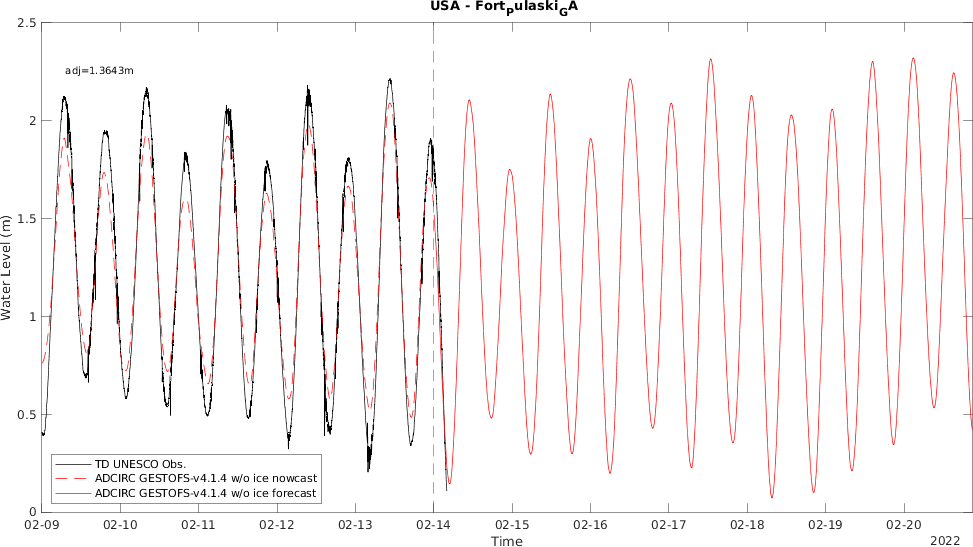 USA - FortPulaskiGA
adj=1.3643m
Water Level (m)
2.5
2
1.5
1
0.5
0
TD UNESCO Obs.
ADCIRC GESTOFS-v4.1.4 w/o ice nowcast
ADCIRC GESTOFS-v4.1.4 w/o ice forecast
02-09 02-10 02-11 02-12 02-13 02-14 02-15 02-16 02-17 02-18 02-19 02-20
Time
2022